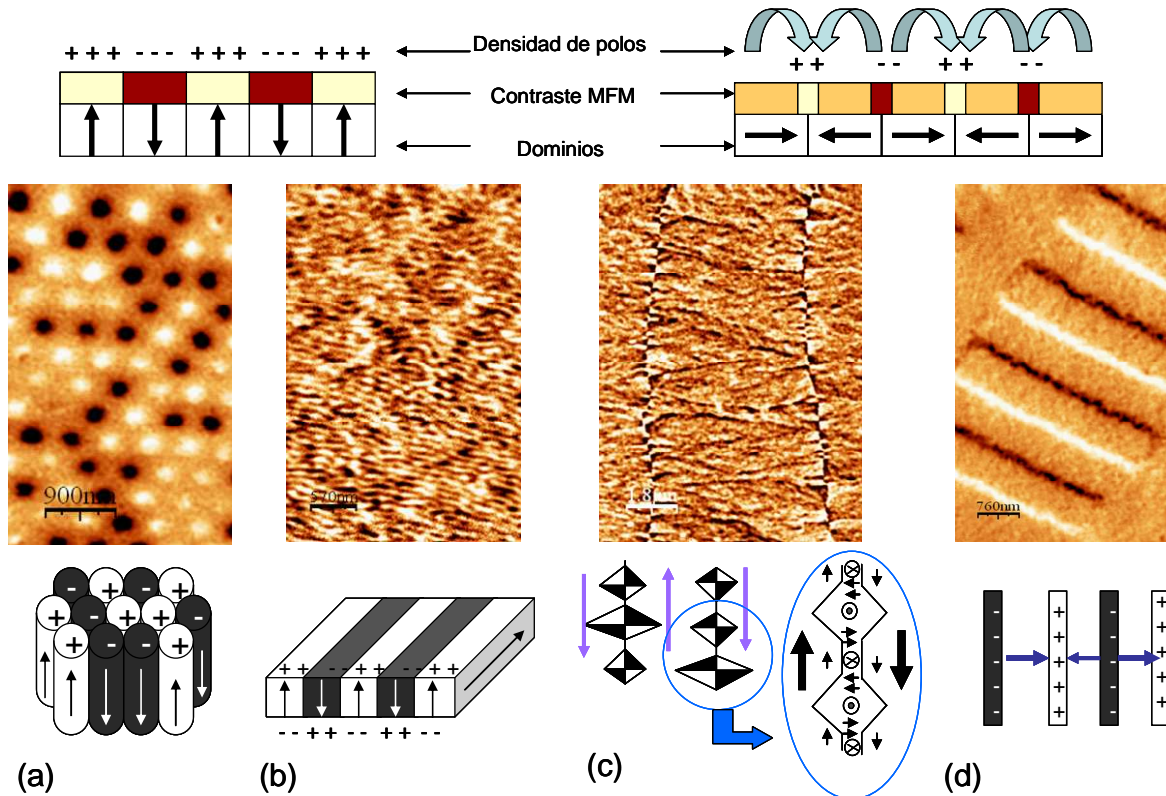 + + + - - - + + + - - - + + +
Densidad de polos
+ + - - + + - -
Contraste MFM
Dominios
900nm
570nm
760nm
- + - +
+ - + + -
+ - - +
+ + - - + + - - + +
- - + + - - + + - -
- + - +
- + - +
- + - +
- + - +
- + - +
- + - +
(a)
(b)
(c)
(d)